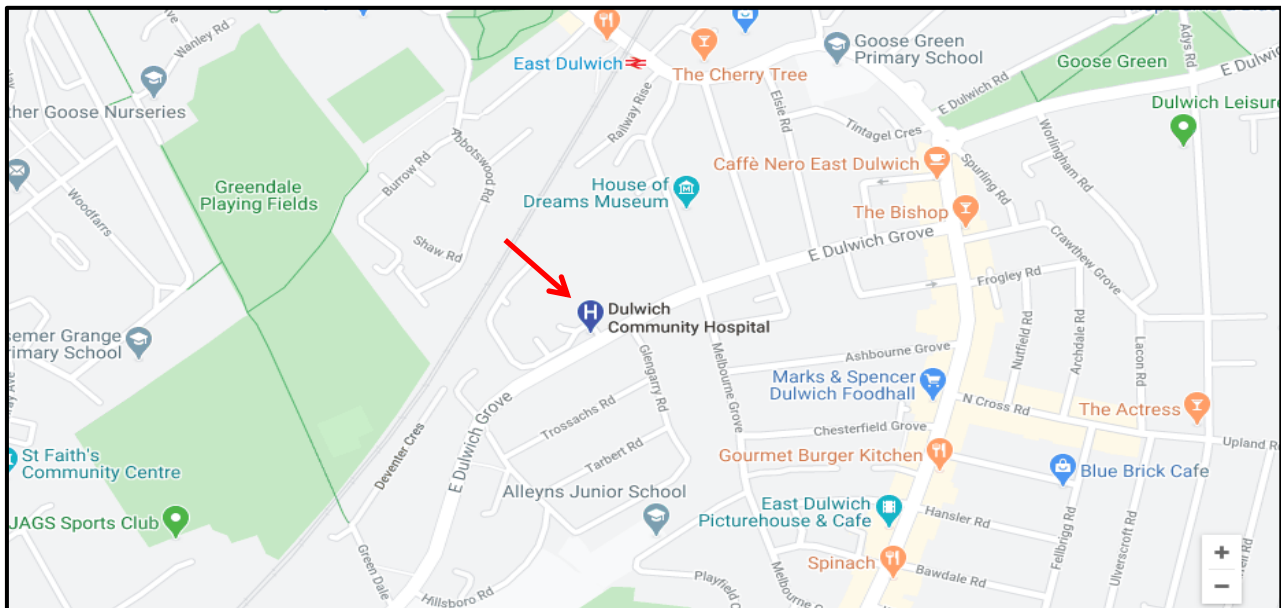 Wanley Rd
East Dulwich
The Cherry Tree
Goose Green
Primary School
Goose Green
Adys Rd
E Dulwich Rd
E Dulwi
ther Goose Nurseries
Dulwich Leisure
Railway Rise
Elsie Rd
Tintagel Cres
Worlingham Rd
Abbotswood Rd
Burrow Rd
Caffè Nero East Dulwich
Spurling Rd
Greendale
Playing Fields
House of
Dreams Museum
Woodfarrs
The Bishop
Shaw Rd
E Dulwich Grove
Crawthew Grove
Frogley Rd
H
Dulwich
Community Hospital
semer Grange
rimary School
Glengarry Rd
Melbourne Grove
Ashbourne Grove
Nutfield Rd
Archdale Rd
Lacon Rd
Marks & Spencer
Dulwich Foodhall
N Cross Rd
The Actress
Trossachs Rd
E Dulwich Grove
Deventer Cres
Chesterfield Grove
Upland Rd
Tarbert Rd
Gourmet Burger Kitchen
Blue Brick Cafe
St Faith's
Community Centre
Alleyns Junior School
East Dulwich
Picturehouse & Cafe
Hansler Rd
JAGS Sports Club
Green Dale
Spinach
Bawdale Rd
Fellbrigg Rd
Ulverscroft Rd
Playfield C
Melbourne
Hillsboro Rd
+
−